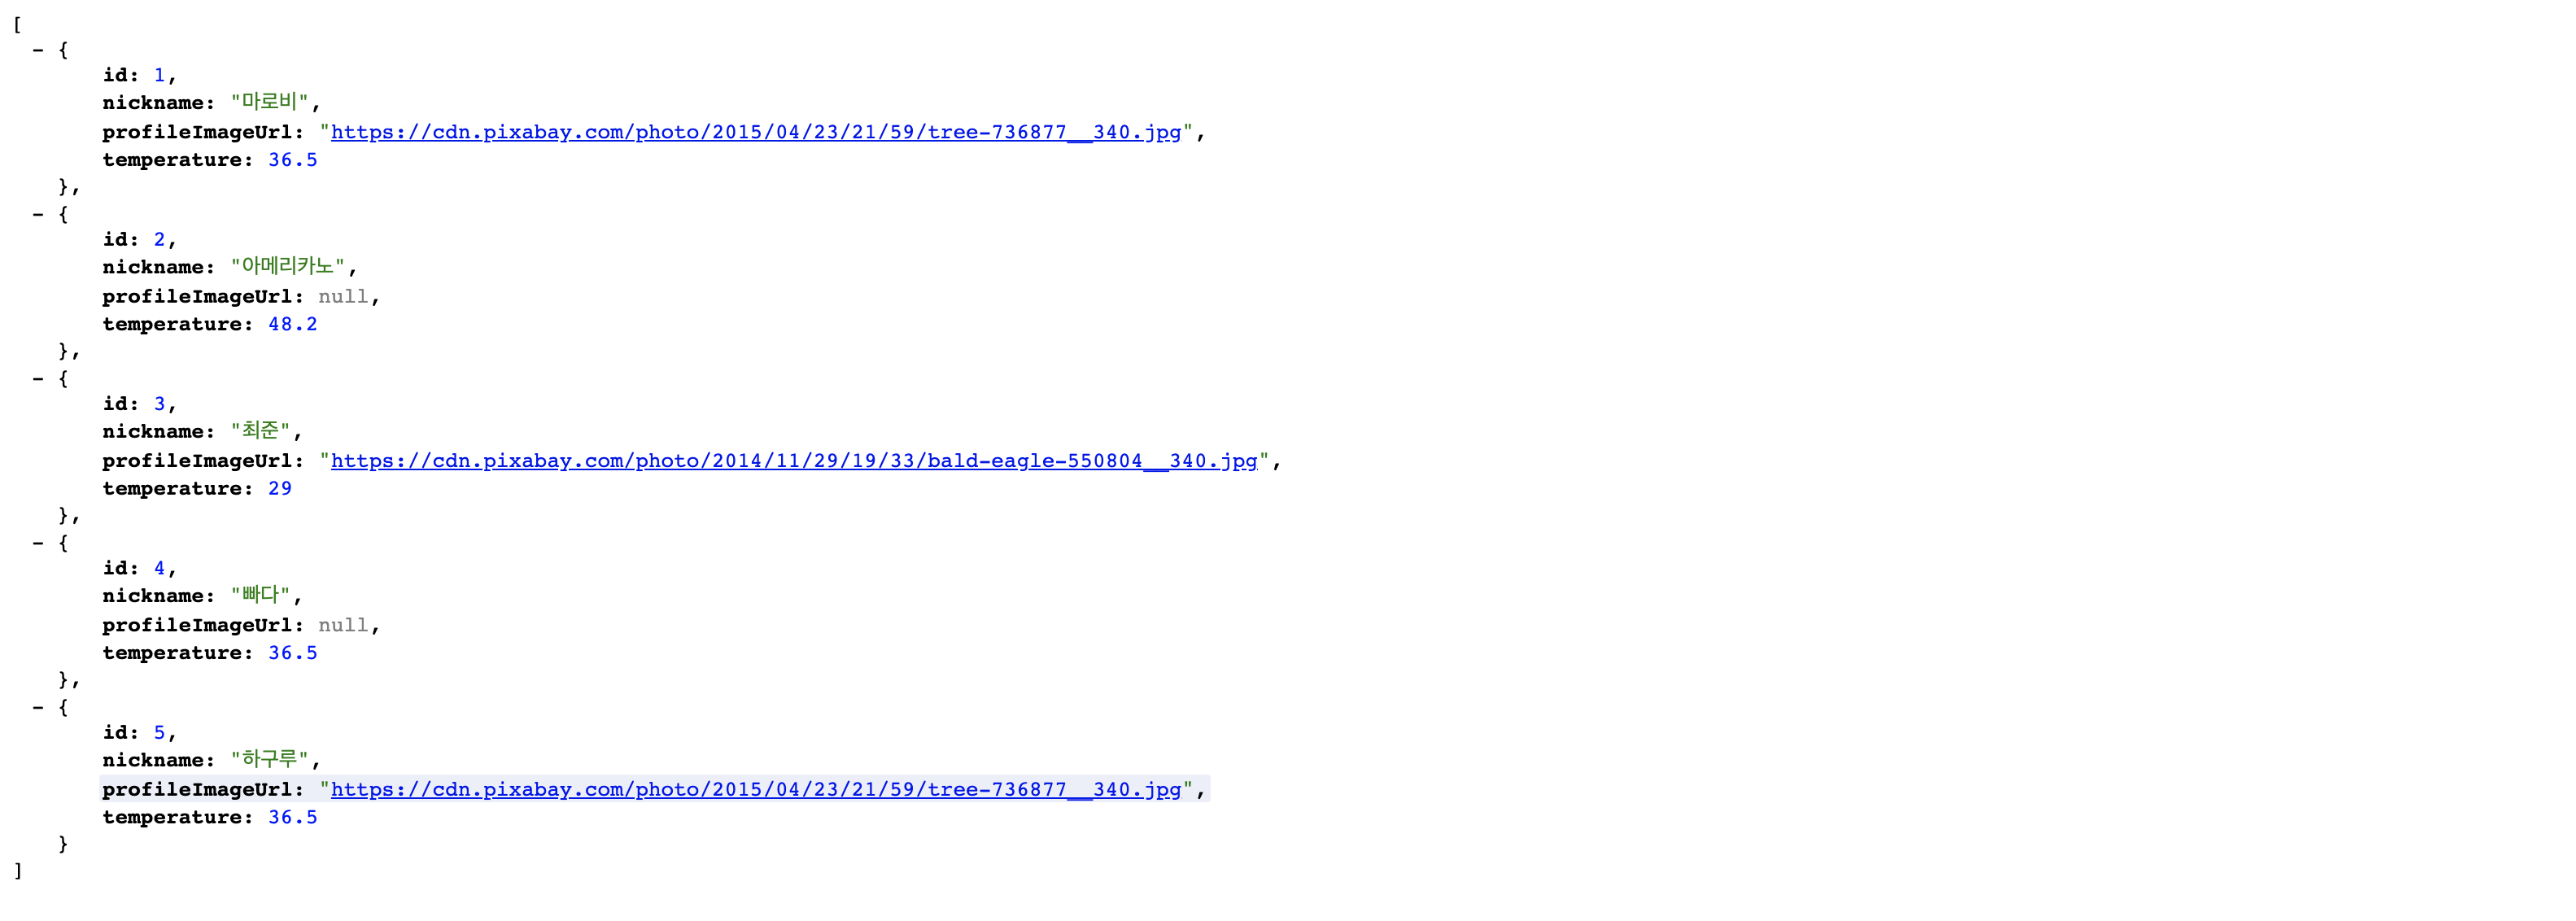 [
- {
id: 1,
nickname: "마로비",
profileImageUrl: "https://cdn.pixabay.com/photo/2015/04/23/21/59/tree-736877__340.jpg",
temperature: 36.5
},
- {
id: 2,
nickname: "아메리카노",
profileImageUrl: null,
temperature: 48.2
},
- {
id: 3,
nickname: "최준",
profileImageUrl: "https://cdn.pixabay.com/photo/2014/11/29/19/33/bald-eagle-550804__340.jpg",
temperature: 29
},
- {
id: 4,
nickname: "빠다",
profileImageUrl: null,
temperature: 36.5
},
- {
id: 5,
nickname: "하구루",
profileImageUrl: "https://cdn.pixabay.com/photo/2015/04/23/21/59/tree-736877__340.jpg",
temperature: 36.5
}
]